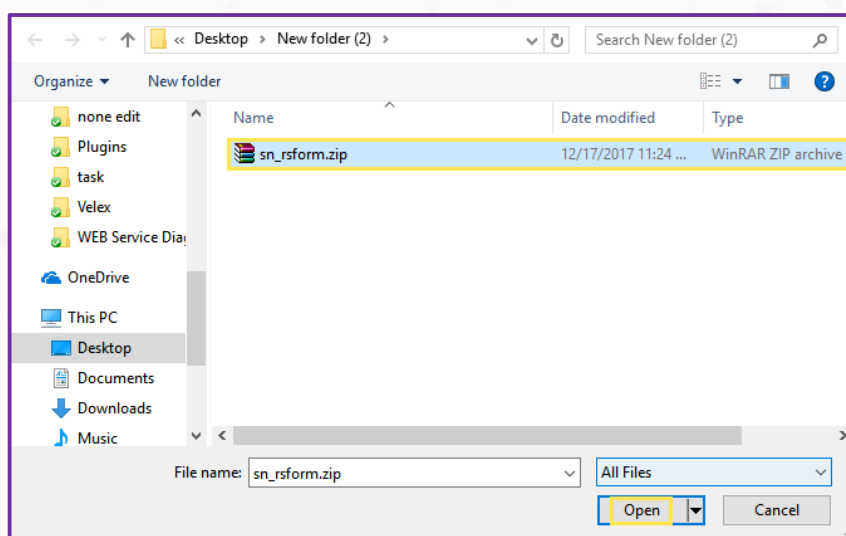 « Desktop > New folder (2) >
Search New folder (2)
Organize
New folder
?
Name
Date modified
Type
none edit
Plugins
task
Velex
WEB Service Dia
OneDrive
This PC
Desktop
Documents
Downloads
Music
sn_rsform.zip
12/17/2017 11:24 ...
WinRAR ZIP archive
File name:
sn_rsform.zip
All Files
Open
Cancel